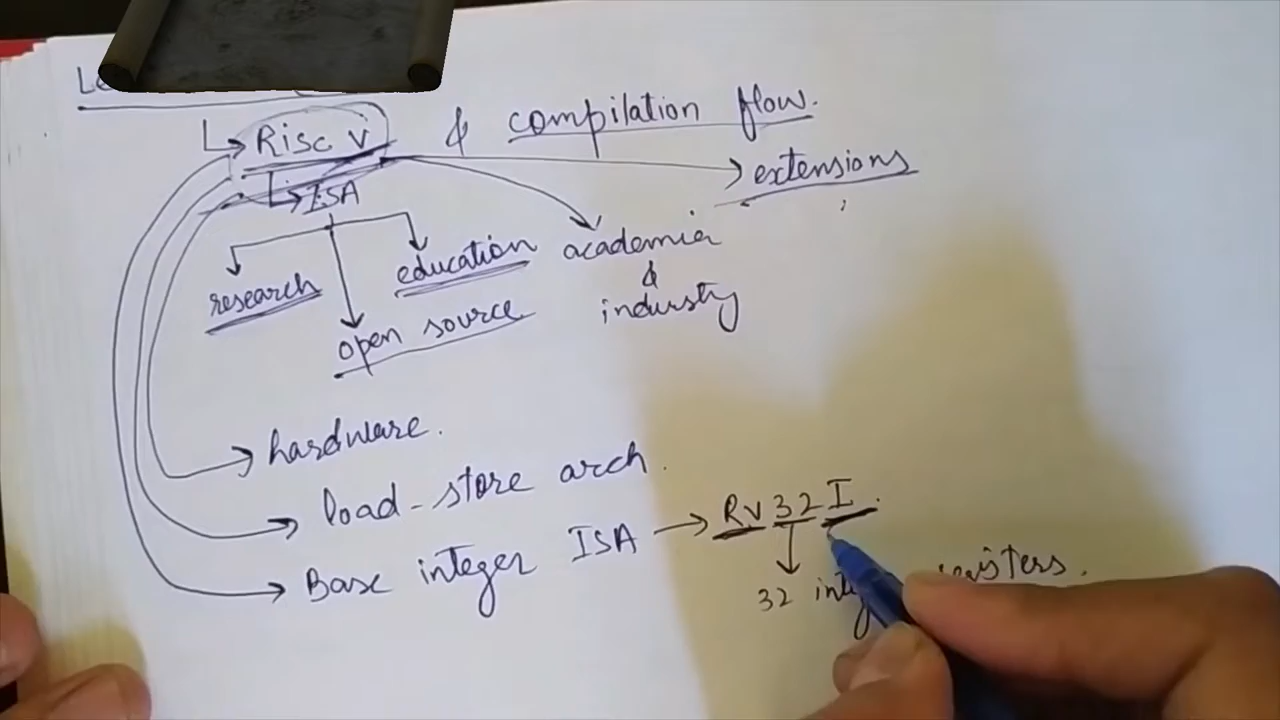 Risc V & compilation flow.
extensions
ISA
research
education
academia
&
industry
open source
hardware.
load-store arch.
Base integer ISA → RV32I.
32